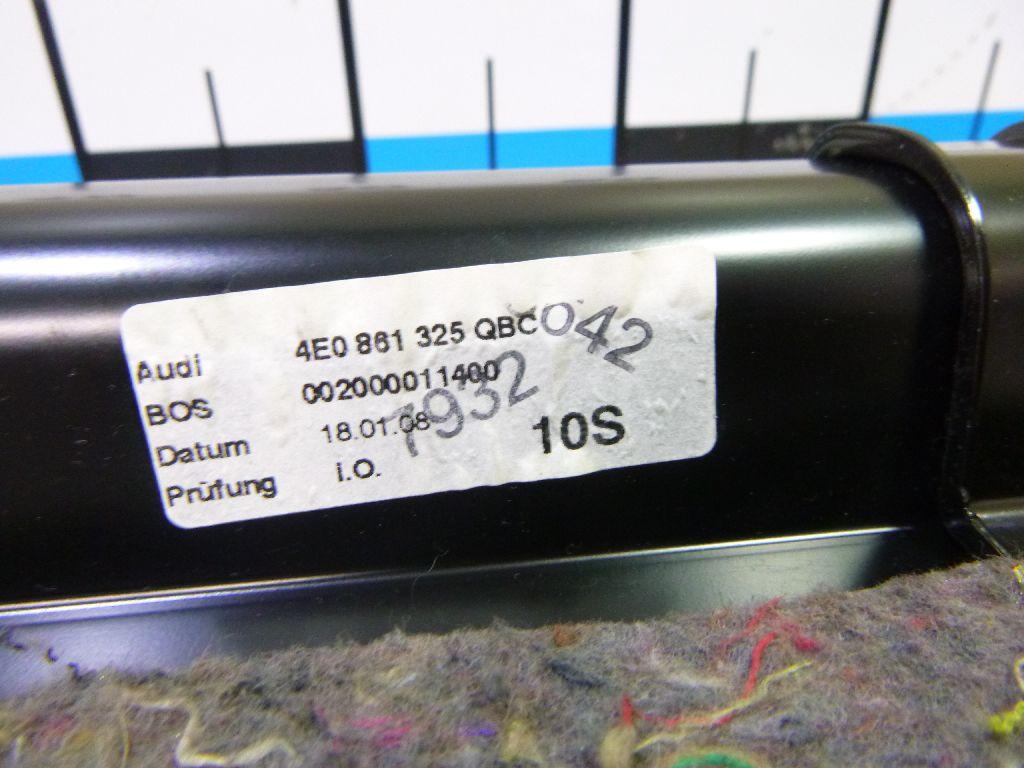 Audi 4E0 861 325 QBC
BOS 002000011400
Datum 18.01.08
Prüfung i.O.
10S
7932 042